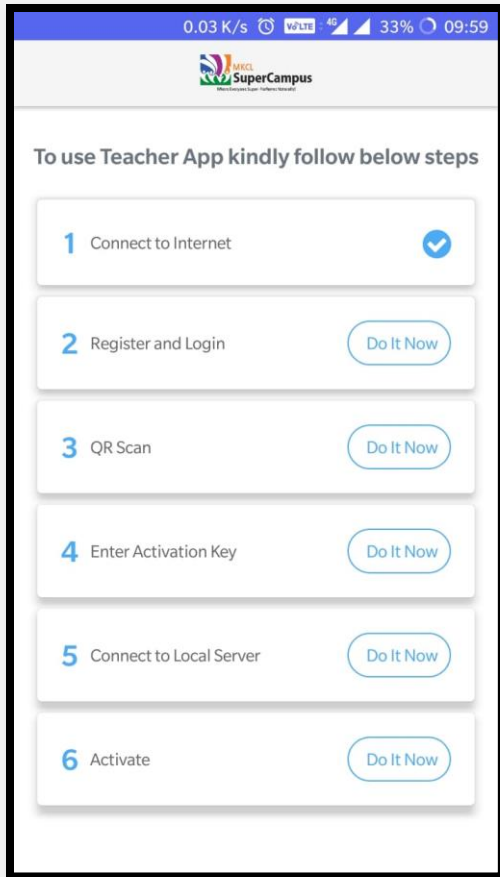 0.03 K/s VoLTE 4G 33% 09:59
MKCL
SuperCampus
To use Teacher App kindly follow below steps
1 Connect to Internet
2 Register and Login Do It Now
3 QR Scan Do It Now
4 Enter Activation Key Do It Now
5 Connect to Local Server Do It Now
6 Activate Do It Now